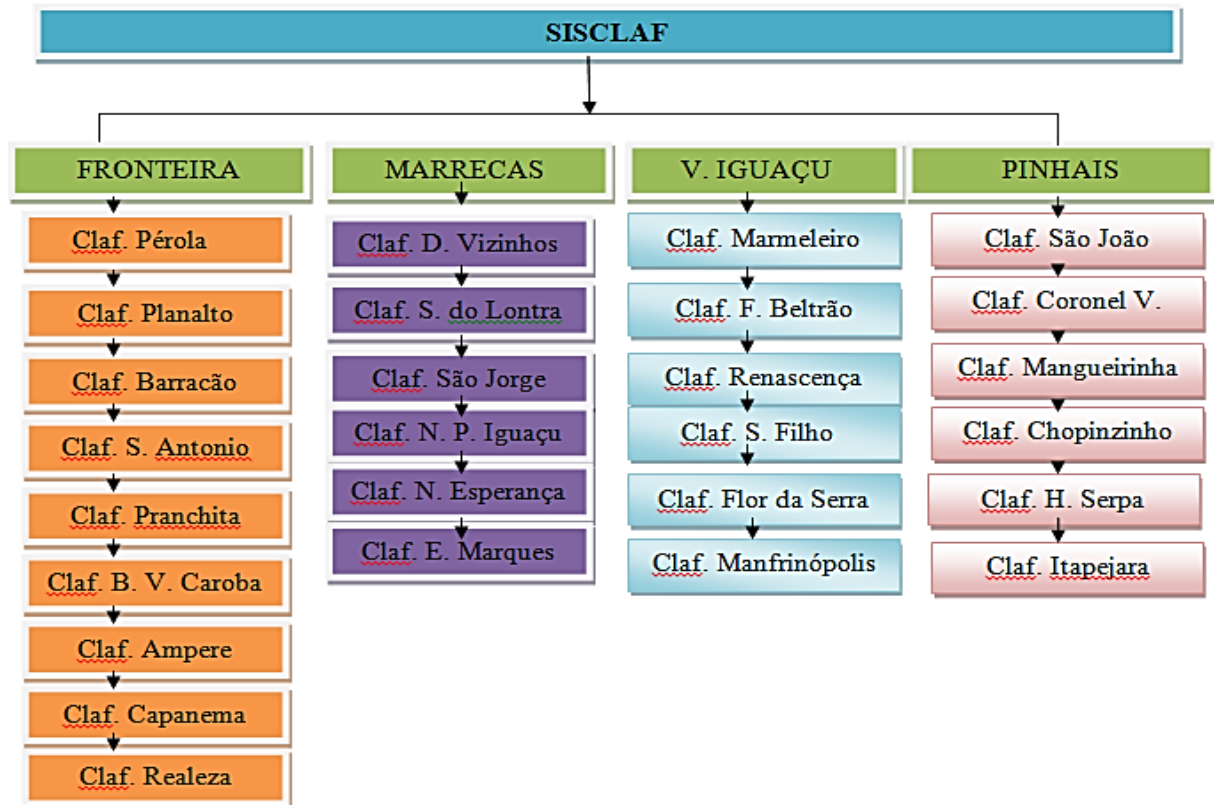 SISCLAF
FRONTEIRA
Claf. Pérola
Claf. Planalto
Claf. Barracão
Claf. S. Antonio
Claf. Pranchita
Claf. B. V. Caroba
Claf. Ampere
Claf. Capanema
Claf. Realeza
MARRECAS
Claf. D. Vizinhos
Claf. S. do Lontra
Claf. São Jorge
Claf. N. P. Iguaçu
Claf. N. Esperança
Claf. E. Marques
V. IGUAÇU
Claf. Marmeleiro
Claf. F. Beltrão
Claf. Renascença
Claf. S. Filho
Claf. Flor da Serra
Claf. Manfrinópolis
PINHAIS
Claf. São João
Claf. Coronel V.
Claf. Mangueirinha
Claf. Chopinzinho
Claf. H. Serpa
Claf. Itapejara